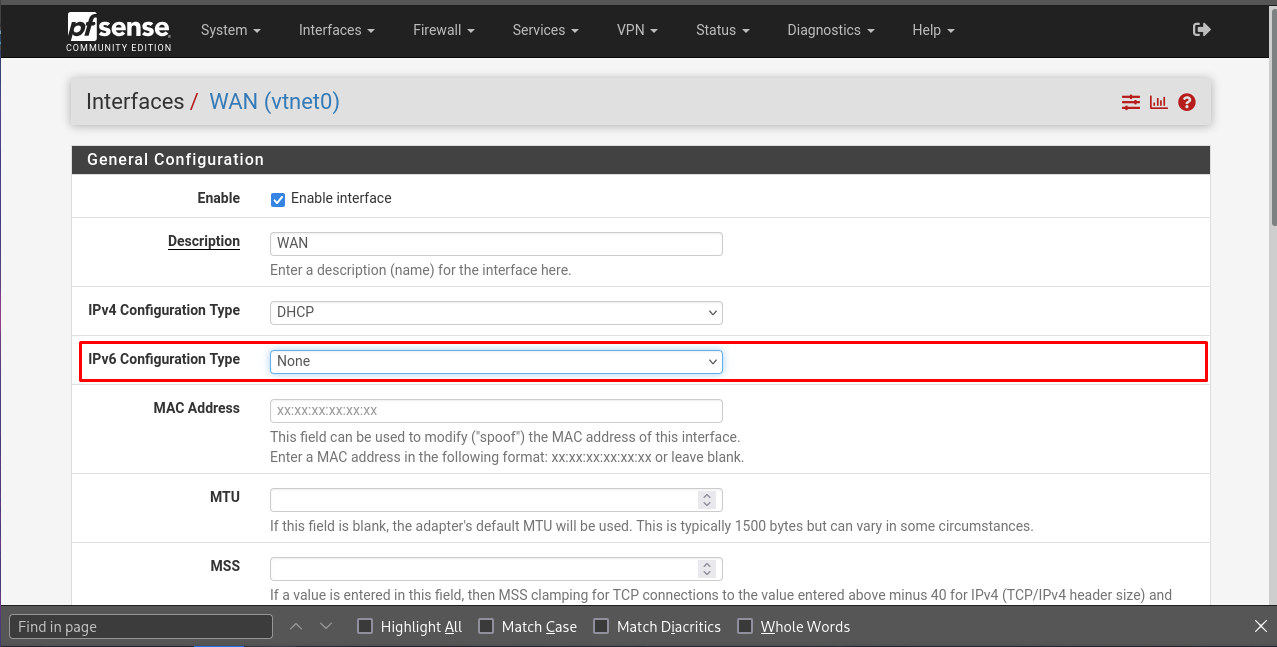 pfsense
COMMUNITY EDITION
System
Interfaces
Firewall
Services
VPN
Status
Diagnostics
Help
Interfaces / WAN (vtnet0)
General Configuration
Enable
Enable interface
Description
WAN
Enter a description (name) for the interface here.
IPv4 Configuration Type
DHCP
IPv6 Configuration Type
None
MAC Address
xx:xx:xx:xx:xx:xx
This field can be used to modify ("spoof") the MAC address of this interface.
Enter a MAC address in the following format: xx:xx:xx:xx:xx:xx or leave blank.
MTU
If this field is blank, the adapter's default MTU will be used. This is typically 1500 bytes but can vary in some circumstances.
MSS
If a value is entered in this field, then MSS clamping for TCP connections to the value entered above minus 40 for IPv4 (TCP/IPv4 header size) and
Find in page
Highlight All
Match Case
Match Diacritics
Whole Words